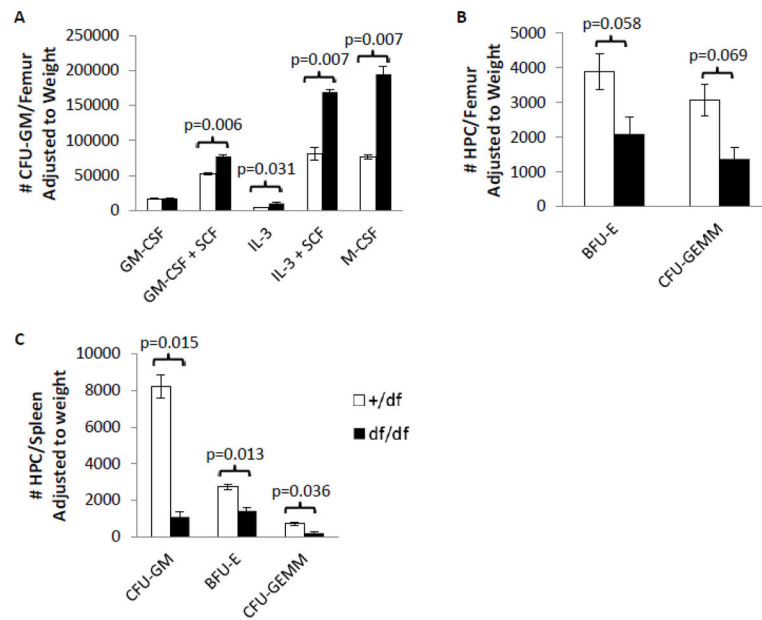 A
# CFU-GM/Femur
Adjusted to Weight
250000
200000
150000
100000
50000
0
p=0.006
p=0.031
p=0.007
p=0.007
GM-CSF
GM-CSF + SCF
IL-3
IL-3 + SCF
M-CSF
B
# HPC/Femur
Adjusted to Weight
5000
4000
3000
2000
1000
0
p=0.058
p=0.069
BFU-E
CFU-GEMM
C
# HPC/Spleen
Adjusted to weight
10000
8000
6000
4000
2000
0
p=0.015
p=0.013
p=0.036
CFU-GM
BFU-E
CFU-GEMM
+/df
df/df